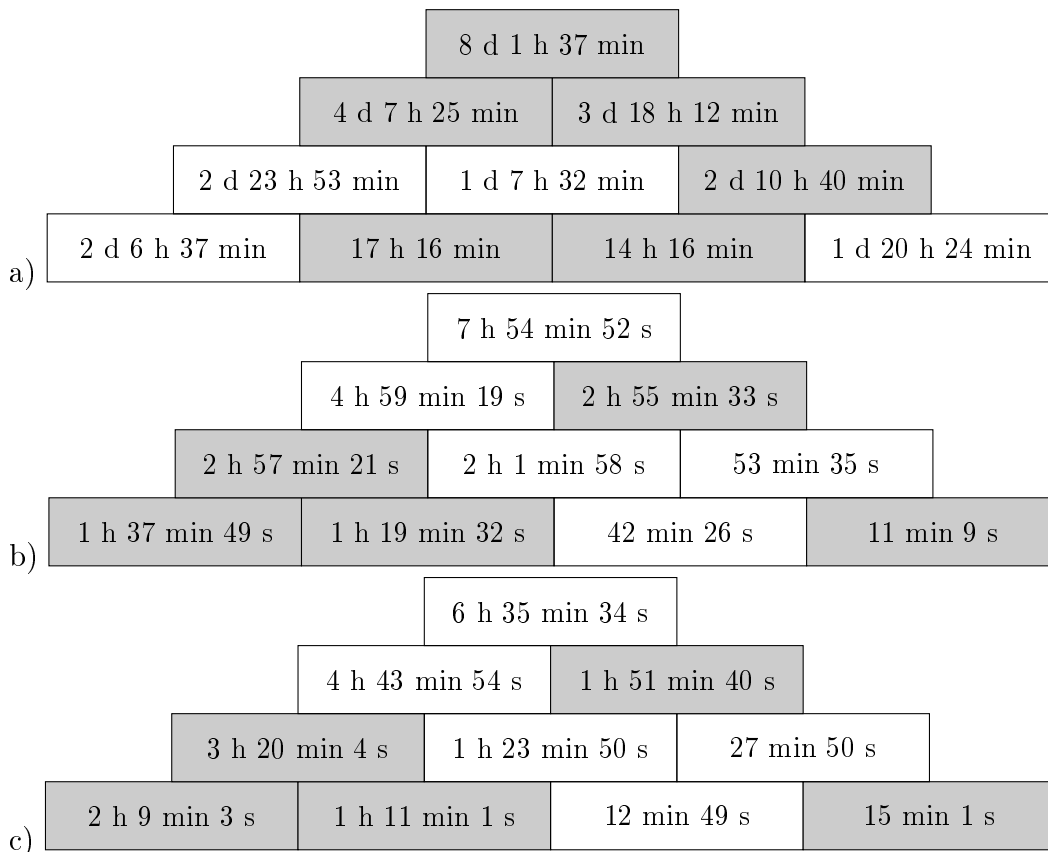 8 d 1 h 37 min
4 d 7 h 25 min 3 d 18 h 12 min
2 d 23 h 53 min 1 d 7 h 32 min 2 d 10 h 40 min
a) 2 d 6 h 37 min 17 h 16 min 14 h 16 min 1 d 20 h 24 min
7 h 54 min 52 s
4 h 59 min 19 s 2 h 55 min 33 s
2 h 57 min 21 s 2 h 1 min 58 s 53 min 35 s
b) 1 h 37 min 49 s 1 h 19 min 32 s 42 min 26 s 11 min 9 s
6 h 35 min 34 s
4 h 43 min 54 s 1 h 51 min 40 s
3 h 20 min 4 s 1 h 23 min 50 s 27 min 50 s
c) 2 h 9 min 3 s 1 h 11 min 1 s 12 min 49 s 15 min 1 s